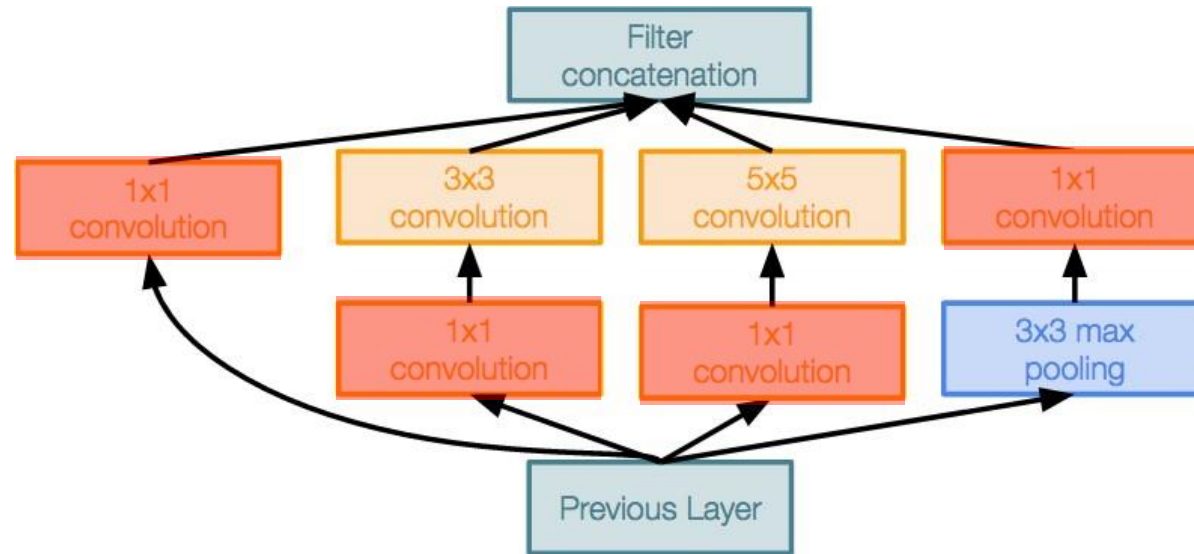 Filter
concatenation
1x1
convolution
3x3
convolution
5x5
convolution
1x1
convolution
1x1
convolution
1x1
convolution
3x3 max
pooling
Previous Layer